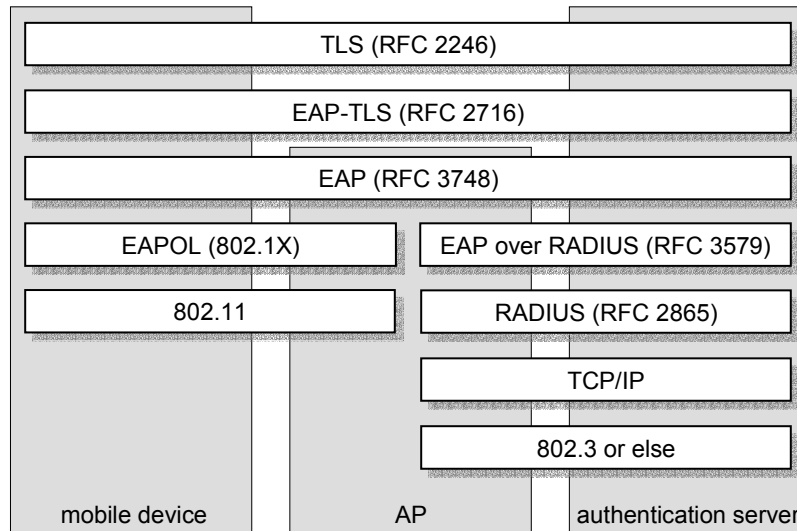 TLS (RFC 2246)
EAP-TLS (RFC 2716)
EAP (RFC 3748)
EAPOL (802.1X)
EAP over RADIUS (RFC 3579)
802.11
RADIUS (RFC 2865)
TCP/IP
802.3 or else
mobile device
AP
authentication server